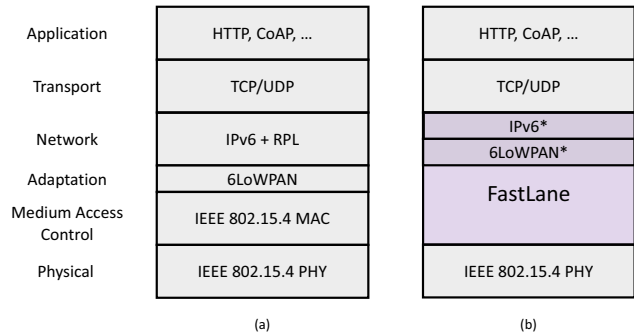 Application
HTTP, CoAP, …
HTTP, CoAP, …
Transport
TCP/UDP
TCP/UDP
Network
IPv6 + RPL
IPv6*
6LoWPAN*
Adaptation
6LoWPAN
FastLane
Medium Access
Control
IEEE 802.15.4 MAC
Physical
IEEE 802.15.4 PHY
IEEE 802.15.4 PHY
(a)
(b)